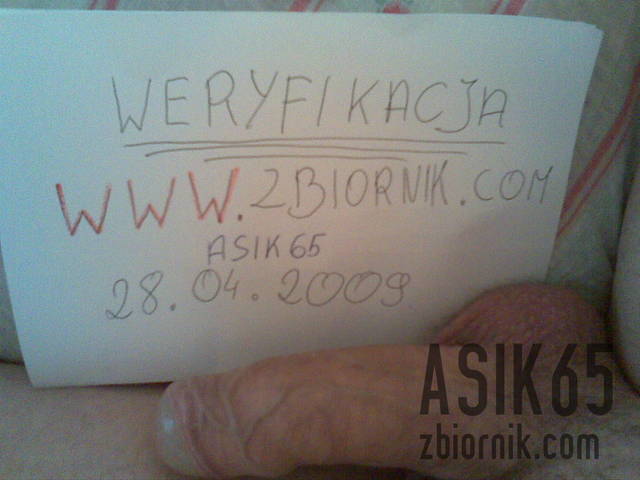 WERYFIKACJA
WWW.ZBIORNIK.COM
ASIK65
28.04.2009
ASIK65
zbiornik.com